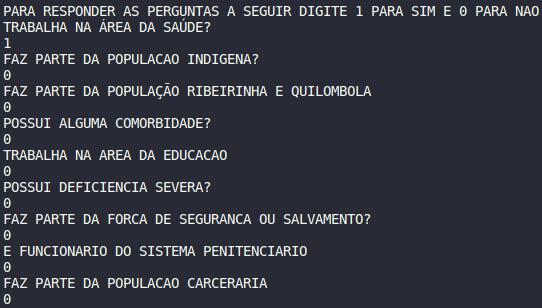 PARA RESPONDER AS PERGUNTAS A SEGUIR DIGITE 1 PARA SIM E 0 PARA NAO
TRABALHA NA ÁREA DA SAÚDE?
1
FAZ PARTE DA POPULACAO INDIGENA?
0
FAZ PARTE DA POPULAÇÃO RIBEIRINHA E QUILOMBOLA
0
POSSUI ALGUMA COMORBIDADE?
0
TRABALHA NA AREA DA EDUCACAO
0
POSSUI DEFICIENCIA SEVERA?
0
FAZ PARTE DA FORCA DE SEGURANCA OU SALVAMENTO?
0
E FUNCIONARIO DO SISTEMA PENITENCIARIO
0
FAZ PARTE DA POPULACAO CARCERARIA
0